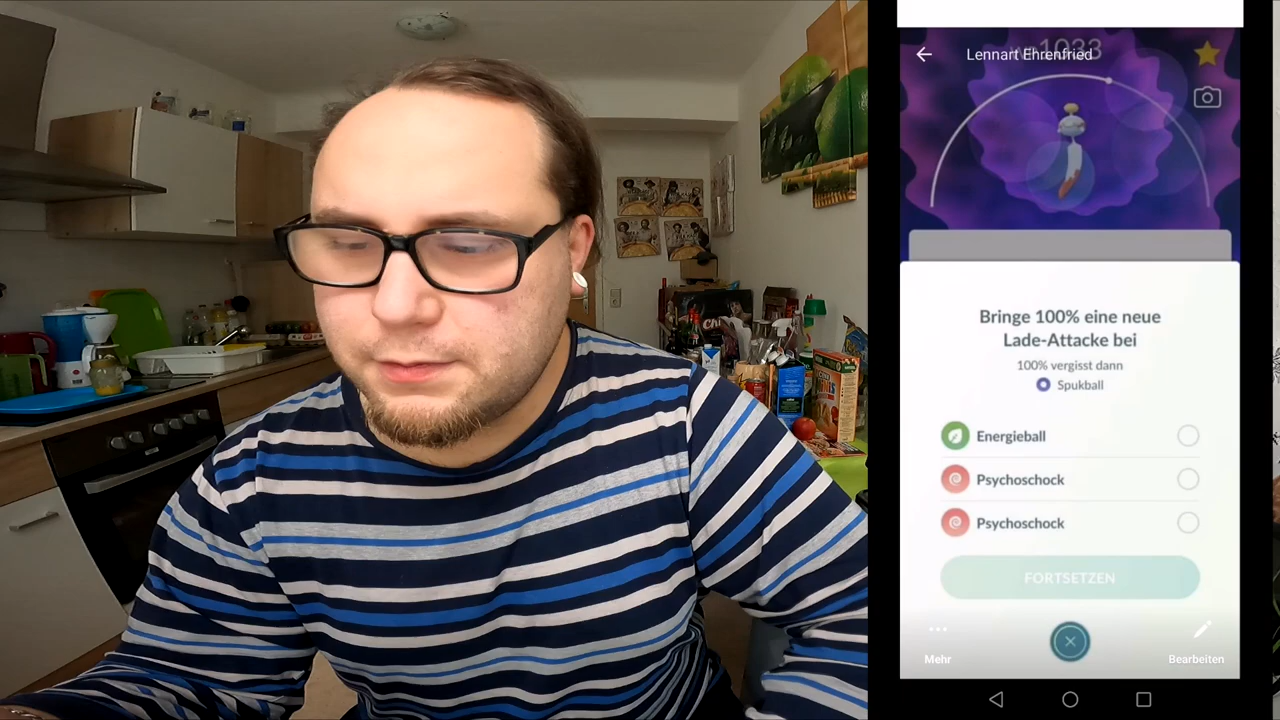 Lennart Ehrenfried
1033
Bringe 100% eine neue
Lade-Attacke bei
100% vergisst dann
Spukball
Energieball
Psychoschock
Psychoschock
FORTSETZEN
Mehr
Bearbeiten